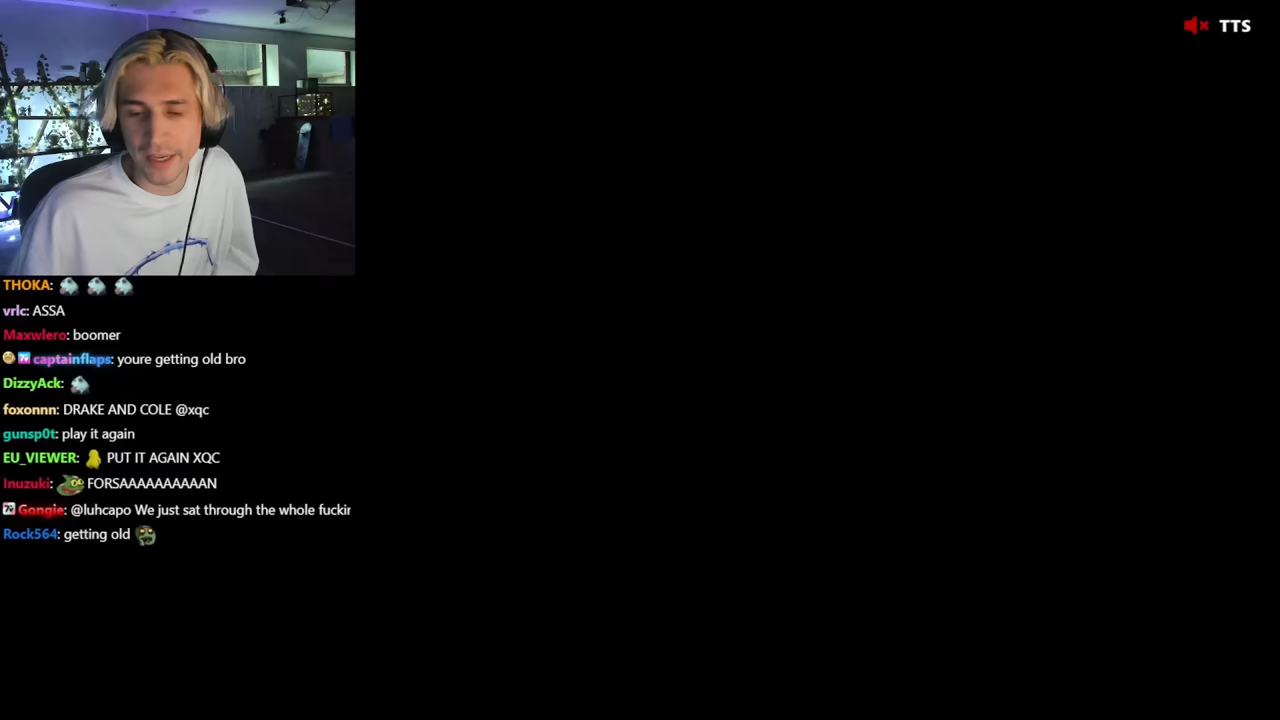 TTS
THOKA:
vrlc: ASSA
Maxwlero: boomer
captainflaps: youre getting old bro
DizzyAck:
foxonnn: DRAKE AND COLE @xqc
gunsp0t: play it again
EU_VIEWER: PUT IT AGAIN XQC
Inuzuki: FORSAAAAAAAAAAN
Gongie: @luhcapo We just sat through the whole fuckir
Rock564: getting old